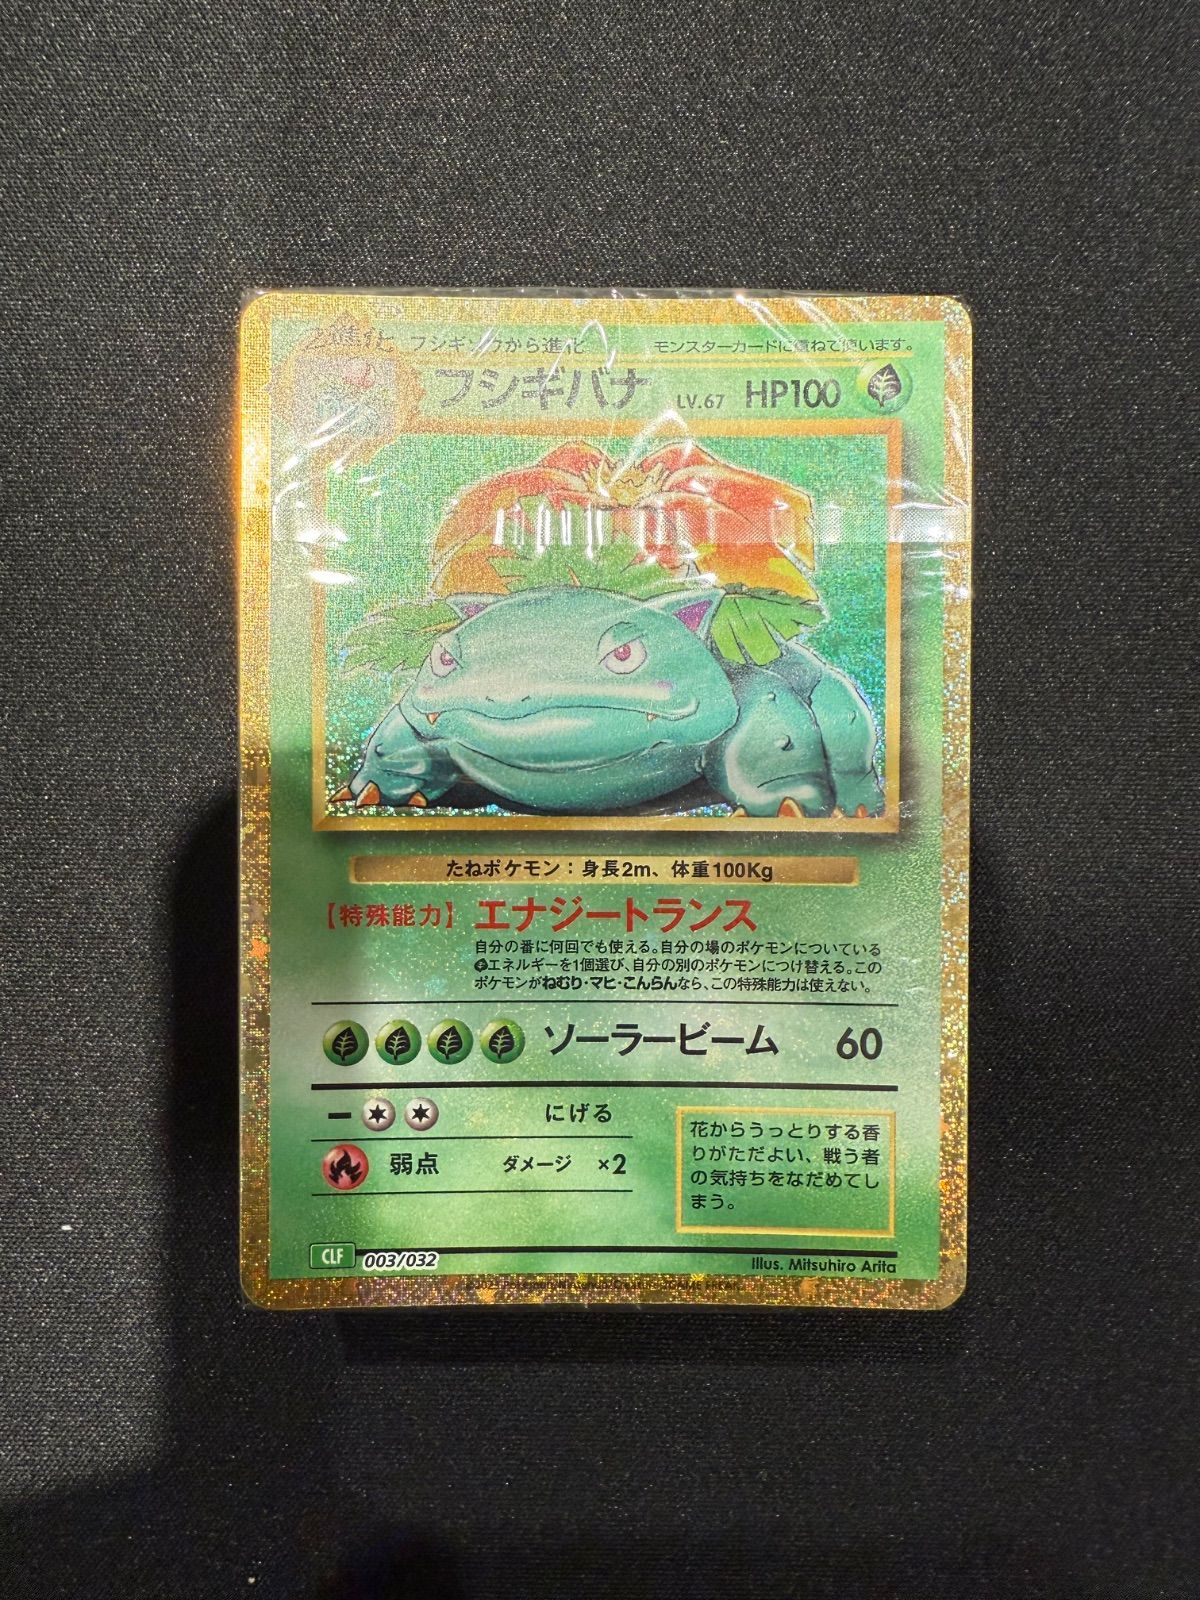 2進化 フシギソウから進化 モンスターカードに重ねて使います。
フシギバナ LV.67 HP100
たねポケモン：身長2m、体重100Kg
【特殊能力】エナジートランス
自分の番に何回でも使える。自分の場のポケモンについている
エネルギーを1個選び、自分の別のポケモンにつけ替える。この
ポケモンがねむり・マヒ・こんらんなら、この特殊能力は使えない。
ソーラービーム 60
ー にげる
弱点 ダメージ ×2
花からうっとりする香
りがただよい、戦う者
の気持ちをなだめてし
まう。
CLF 003/032
Illus. Mitsuhiro Arita